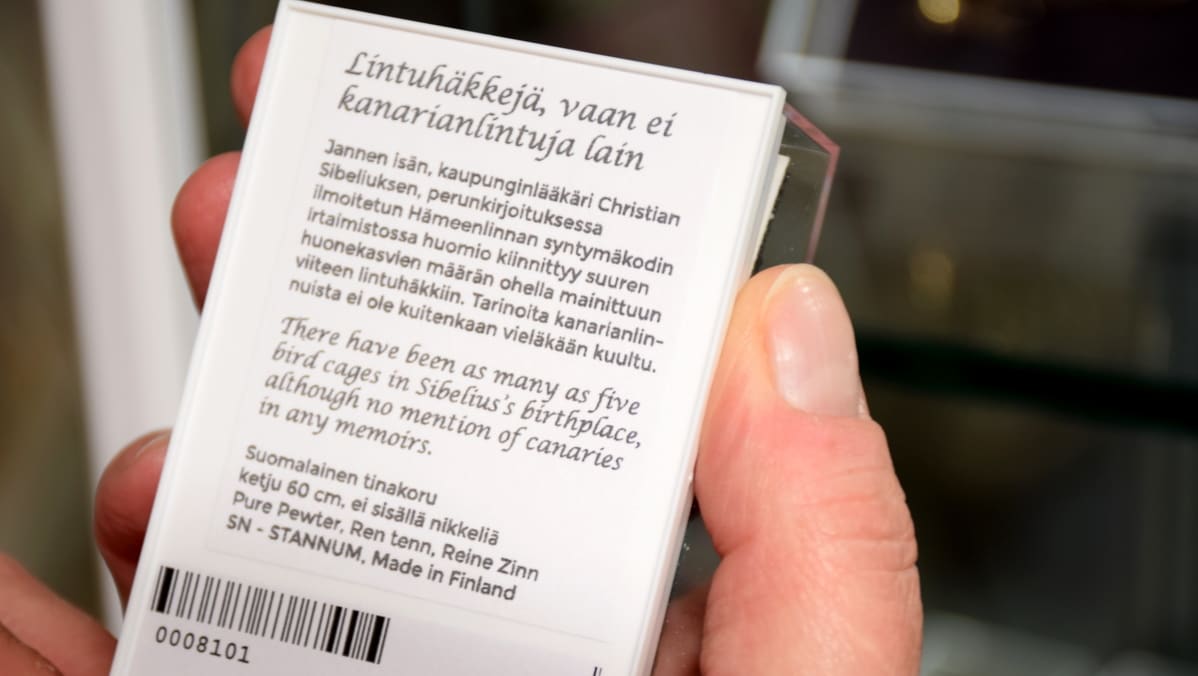 Lintuhäkkejä, vaan ei
kanarianlintuja lain
Jannen isän, kaupunginlääkäri Christian
Sibeliuksen, perunkirjoituksessa
ilmoitetun Hämeenlinnan syntymäkodin
irtaimistossa huomio kiinnittyy suuren
huonekasvien määrän ohella mainittuun
viiteen lintuhäkkiin. Tarinoita kanarianlin-
nuista ei ole kuitenkaan vieläkään kuultu.
There have been as many as five
bird cages in Sibelius's birthplace,
although no mention of canaries
in any memoirs.
Suomalainen tinakoru
ketju 60 cm, ei sisällä nikkeliä
Pure Pewter, Ren tenn, Reine Zinn
SN - STANNUM, Made in Finland
0008101